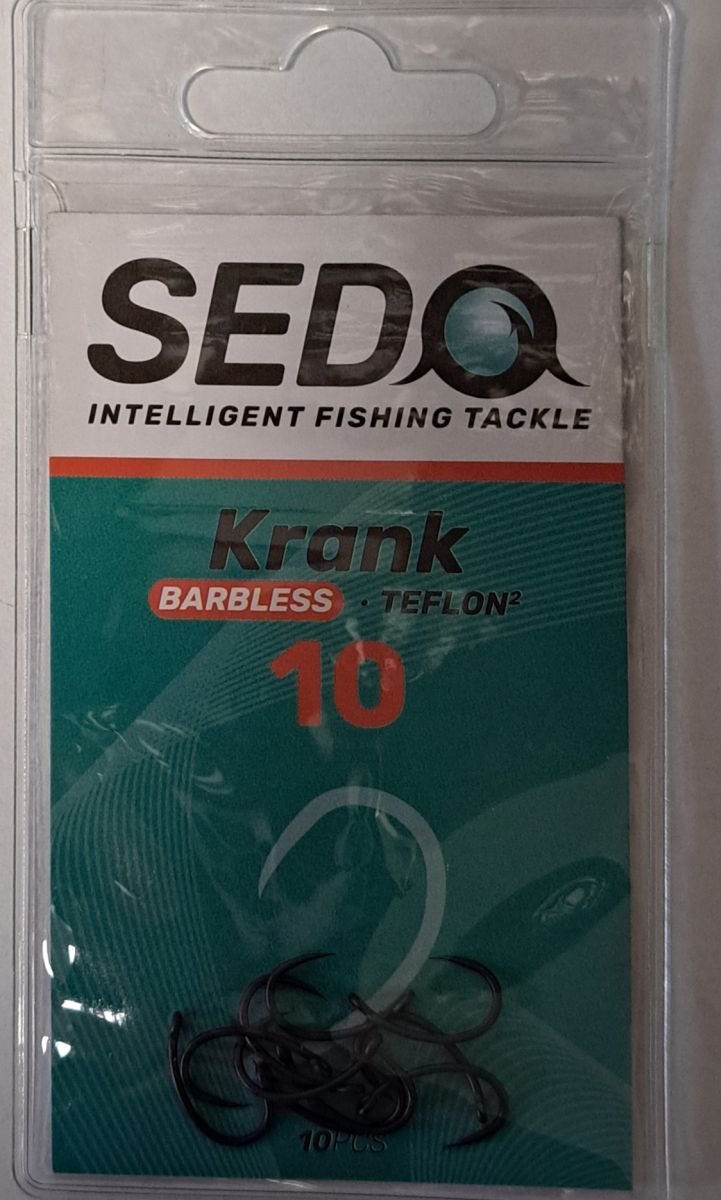 SEDO
INTELLIGENT FISHING TACKLE
Krank
BARBLESS · TEFLON²
10
10PCS